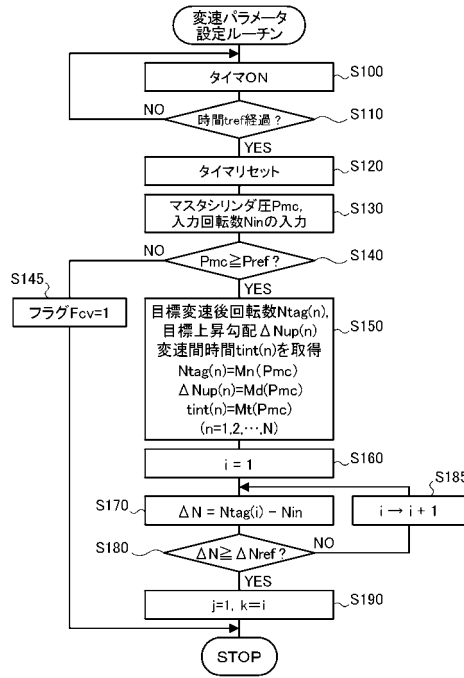 変速パラメータ
設定ルーチン
タイマON
S100
NO
時間tref経過？
S110
YES
タイマリセット
S120
マスタシリンダ圧Pmc,
入力回転数Ninの入力
S130
NO
Pmc≧Pref？
S140
S145
YES
フラグFcv=1
目標変速後回転数Ntag(n),
目標上昇勾配ΔNup(n)
変速間時間tint(n)を取得
Ntag(n)=Mn(Pmc)
ΔNup(n)=Md(Pmc)
tint(n)=Mt(Pmc)
(n=1,2,･･･,N)
S150
i = 1
S160
S185
S170
ΔN = Ntag(i) - Nin
i → i + 1
S180
ΔN≧ΔNref？
NO
YES
j=1, k=i
S190
STOP